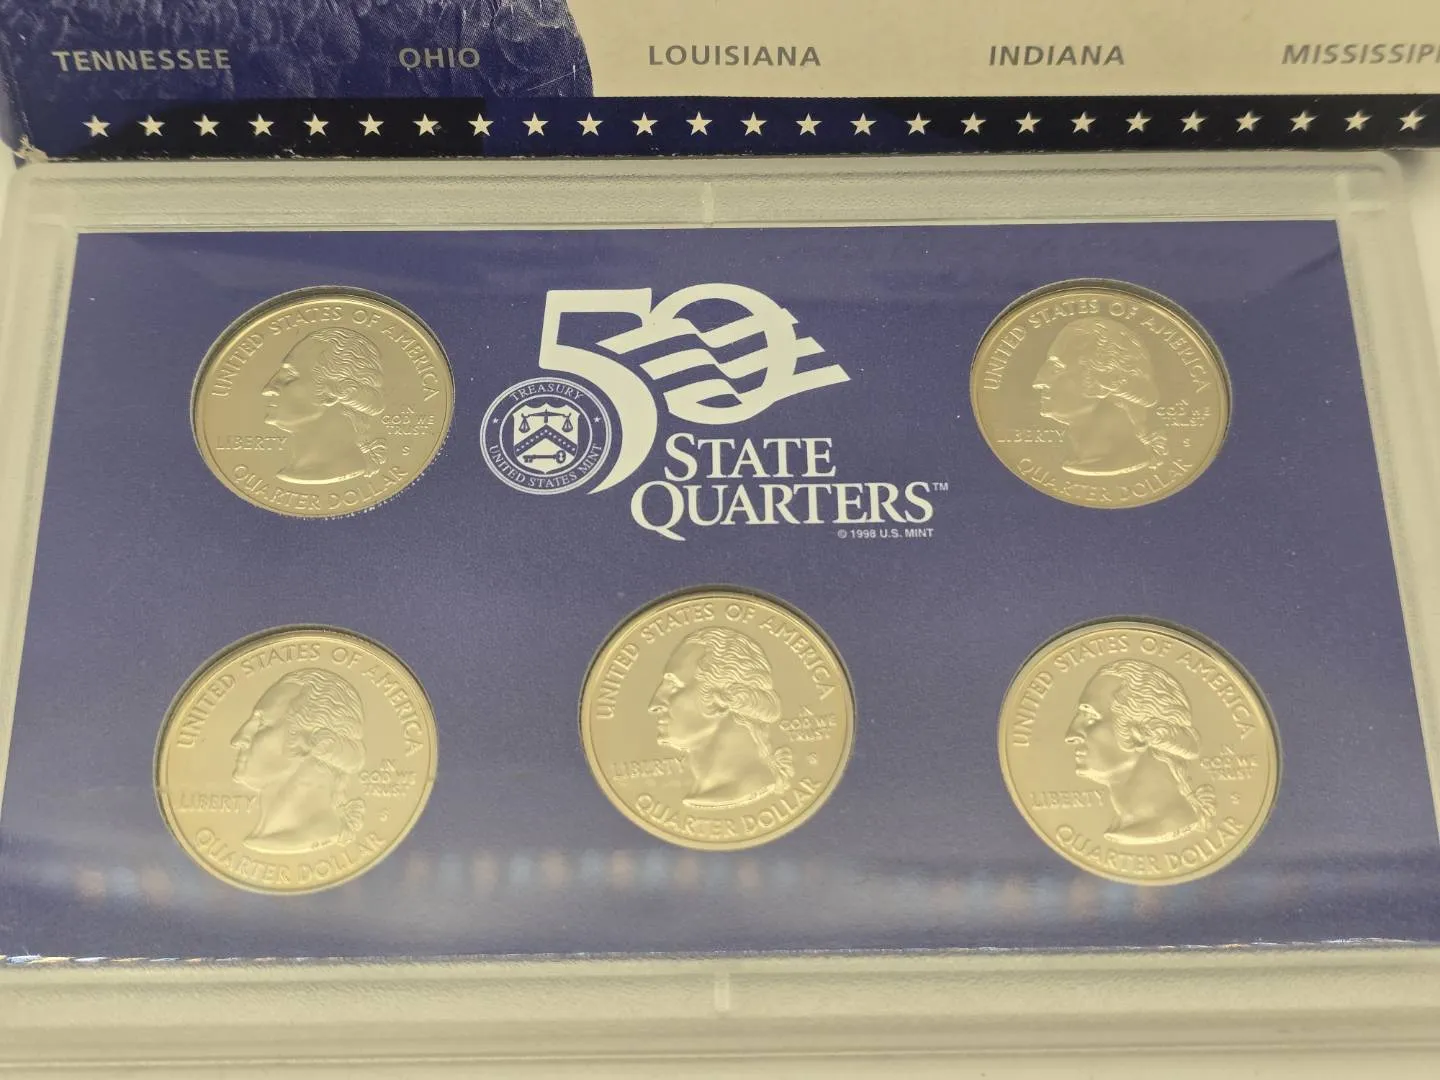 TENNESSEE OHIO LOUISIANA INDIANA MISSISSIPP
50
TREASURY
UNITED STATES MINT
STATE
QUARTERS™
© 1998 U.S. MINT
UNITED STATES OF AMERICA
LIBERTY
IN
GOD WE
TRUST
S
QUARTER DOLLAR
UNITED STATES OF AMERICA
LIBERTY
IN
GOD WE
TRUST
S
QUARTER DOLLAR
UNITED STATES OF AMERICA
LIBERTY
IN
GOD WE
TRUST
S
QUARTER DOLLAR
UNITED STATES OF AMERICA
LIBERTY
IN
GOD WE
TRUST
S
QUARTER DOLLAR
UNITED STATES OF AMERICA
LIBERTY
IN
GOD WE
TRUST
S
QUARTER DOLLAR